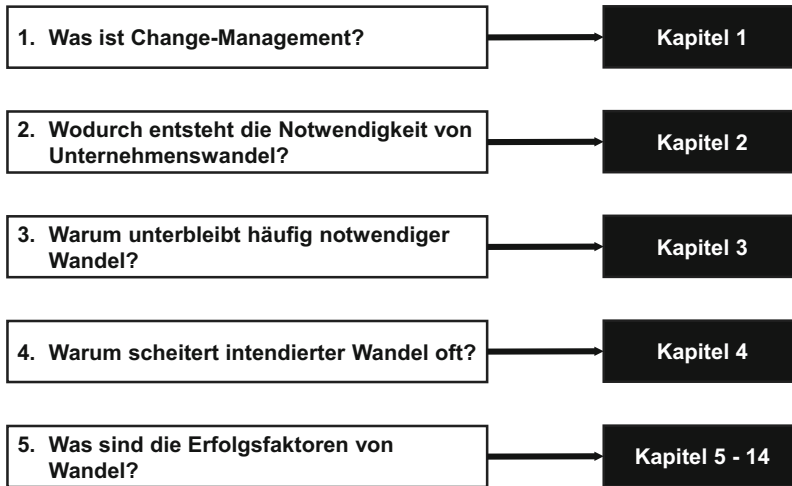 1. Was ist Change-Management?
Kapitel 1
2. Wodurch entsteht die Notwendigkeit von
Unternehmenswandel?
Kapitel 2
3. Warum unterbleibt häufig notwendiger
Wandel?
Kapitel 3
4. Warum scheitert intendierter Wandel oft?
Kapitel 4
5. Was sind die Erfolgsfaktoren von
Wandel?
Kapitel 5 - 14